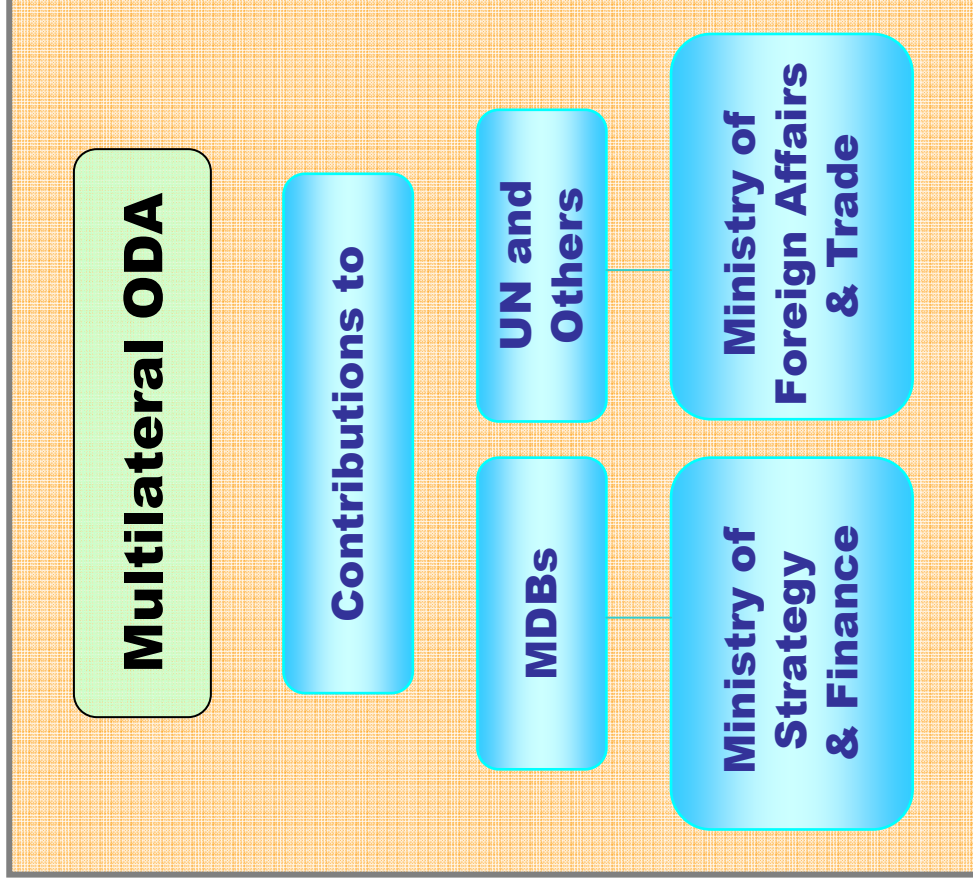 Multilateral ODA
Contributions to
MDBs
UN and
Others
Ministry of
Strategy
& Finance
Ministry of
Foreign Affairs
& Trade